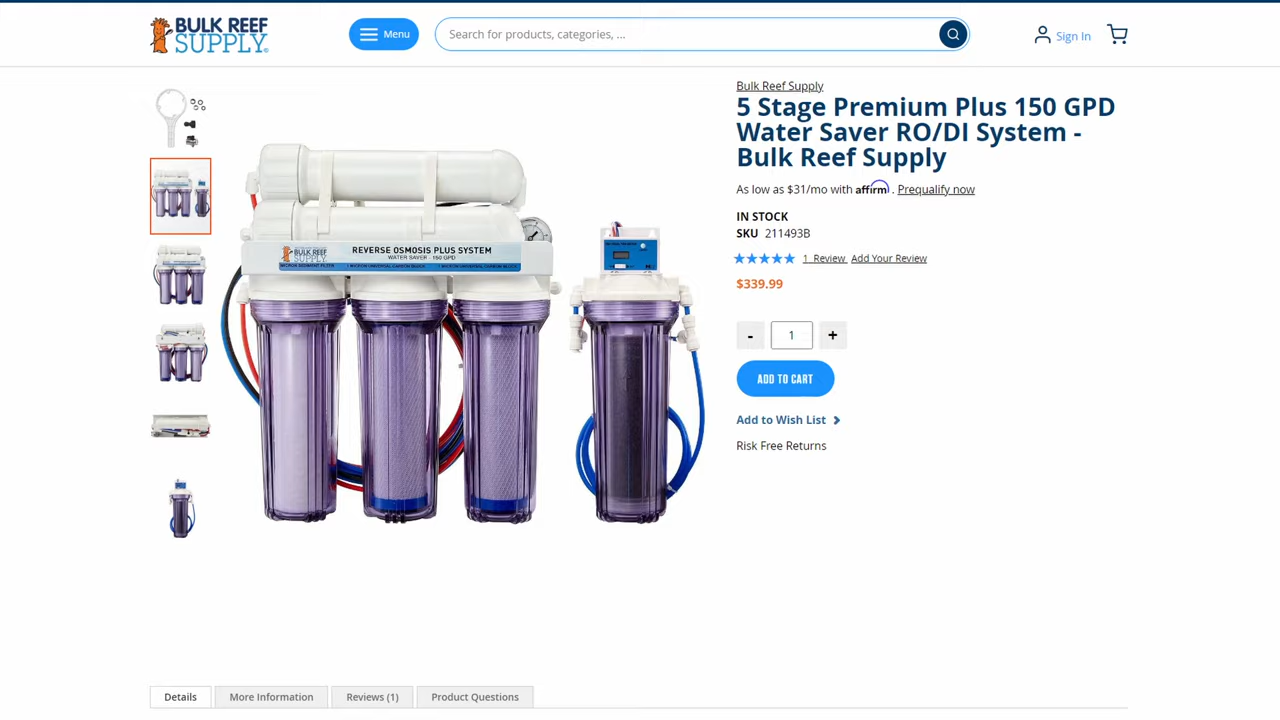 BULK REEF
SUPPLY®
Menu
Search for products, categories, ...
Sign In
Bulk Reef Supply
5 Stage Premium Plus 150 GPD
Water Saver RO/DI System -
Bulk Reef Supply
As low as $31/mo with affirm . Prequalify now
IN STOCK
SKU 211493B
1 Review Add Your Review
$339.99
- 1 +
ADD TO CART
Add to Wish List
Risk Free Returns
BULK REEF
SUPPLY
REVERSE OSMOSIS PLUS SYSTEM
WATER SAVER - 150 GPD
Details
More Information
Reviews (1)
Product Questions